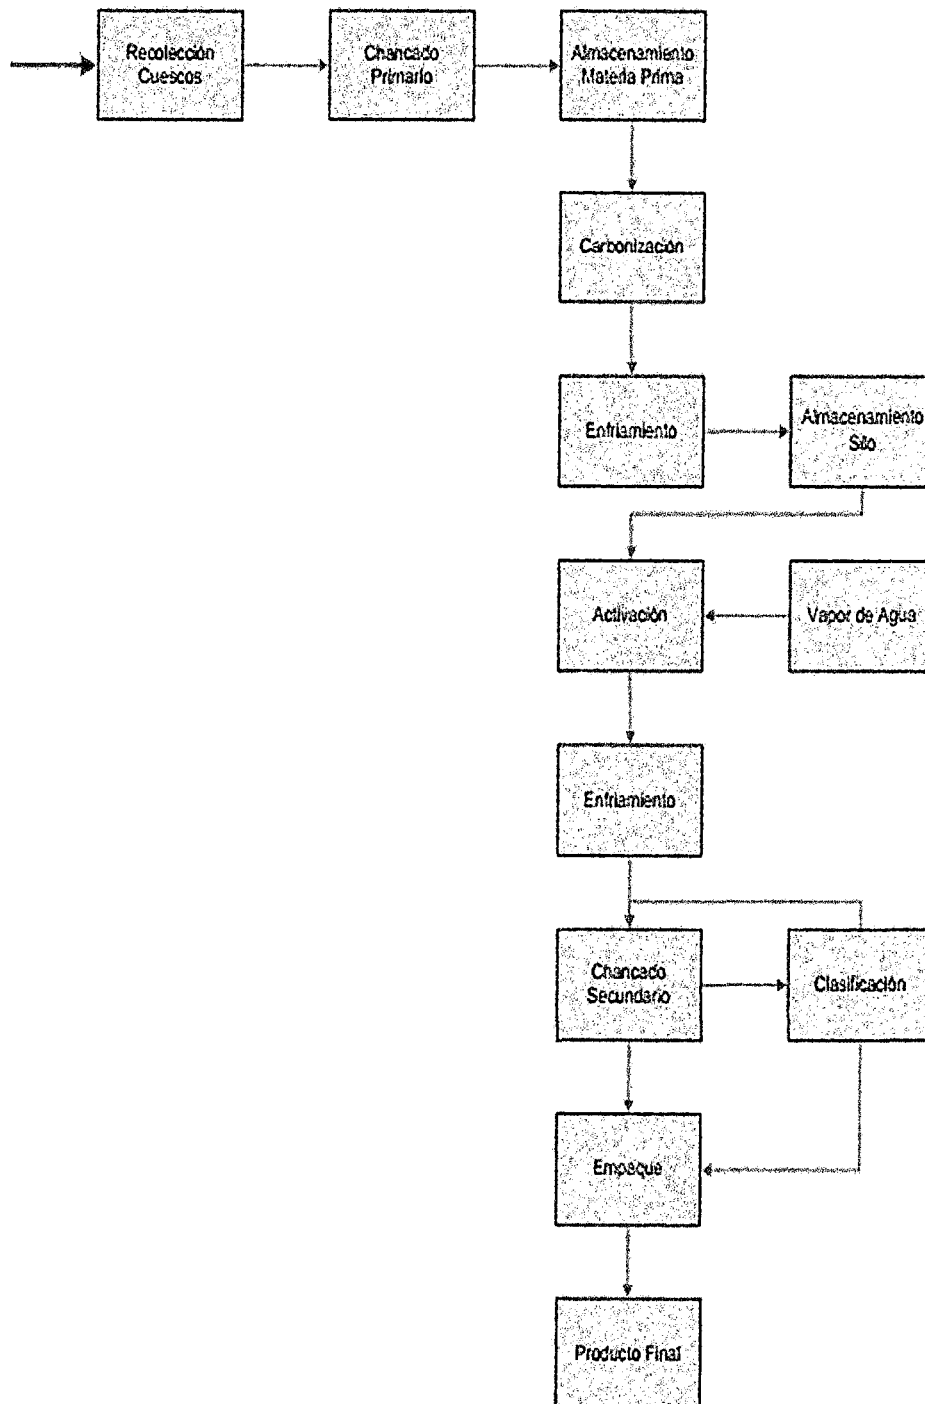 Recolección
Cuescos
Chancado
Primario
Almacenamiento
Materia Prima
Carbonización
Enfriamiento
Almacenamiento
Silo
Activación
Vapor de Agua
Enfriamiento
Chancado
Secundario
Clasificación
Empaque
Producto Final